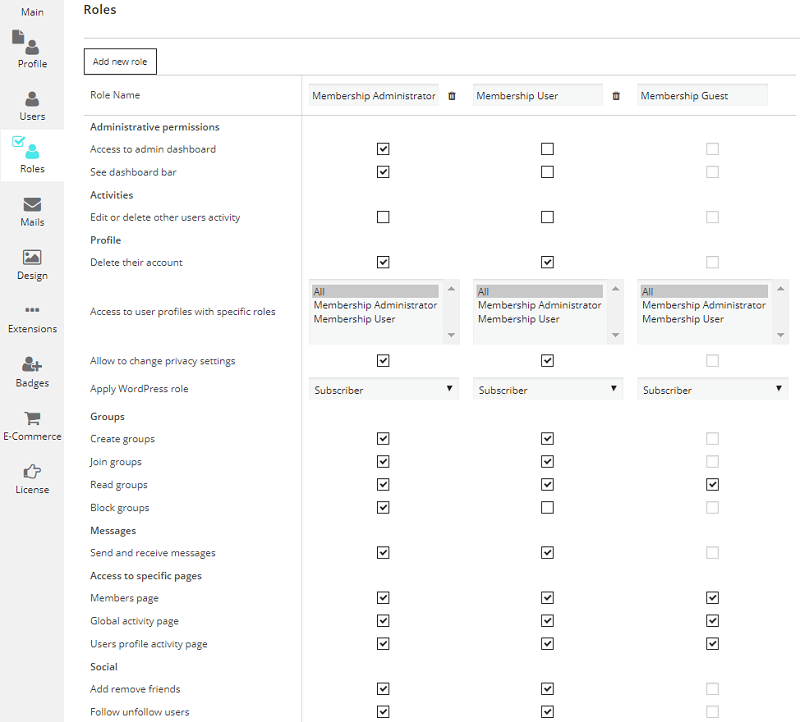 Main
Profile
Users
Roles
Mails
Design
Extensions
Badges
E-Commerce
License
Roles
Add new role
Role Name Membership Administrator Membership User Membership Guest
Administrative permissions
Access to admin dashboard
See dashboard bar
Activities
Edit or delete other users activity
Profile
Delete their account
Access to user profiles with specific roles
All All All
Membership Administrator Membership Administrator Membership Administrator
Membership User Membership User Membership User
Allow to change privacy settings
Apply WordPress role Subscriber Subscriber Subscriber
Groups
Create groups
Join groups
Read groups
Block groups
Messages
Send and receive messages
Access to specific pages
Members page
Global activity page
Users profile activity page
Social
Add remove friends
Follow unfollow users